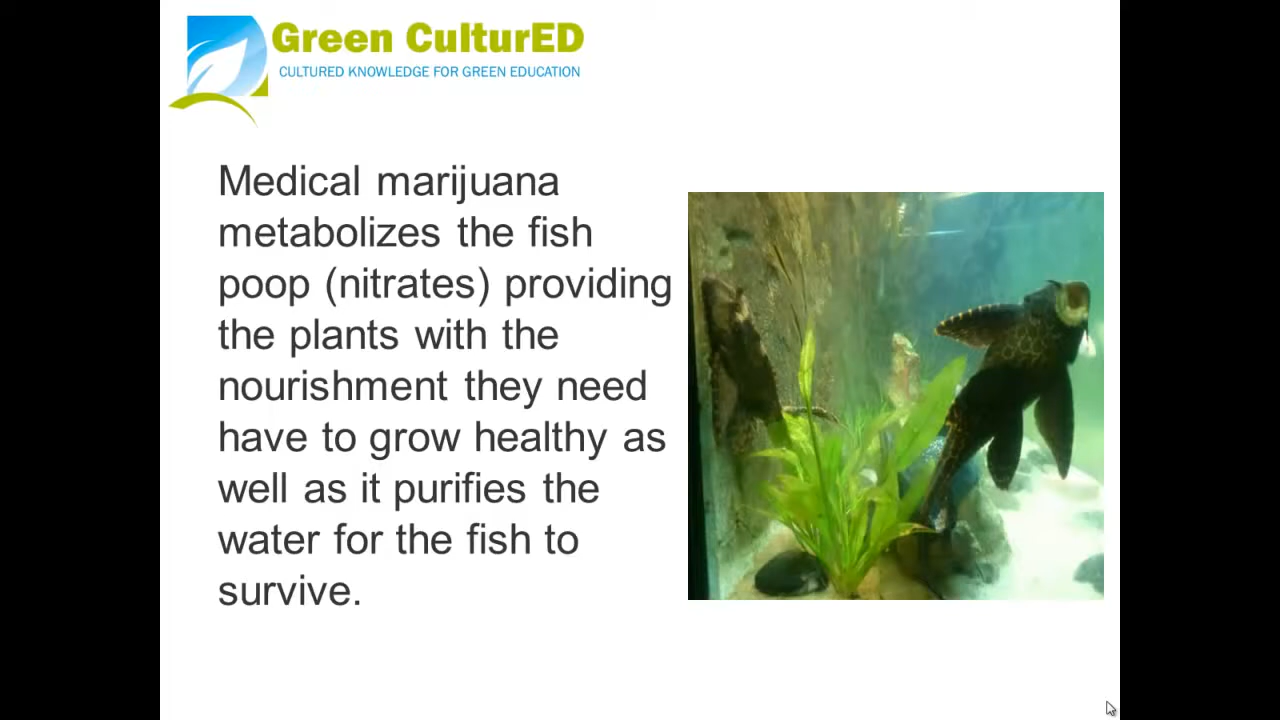 Green CulturED
CULTURED KNOWLEDGE FOR GREEN EDUCATION
Medical marijuana
metabolizes the fish
poop (nitrates) providing
the plants with the
nourishment they need
have to grow healthy as
well as it purifies the
water for the fish to
survive.